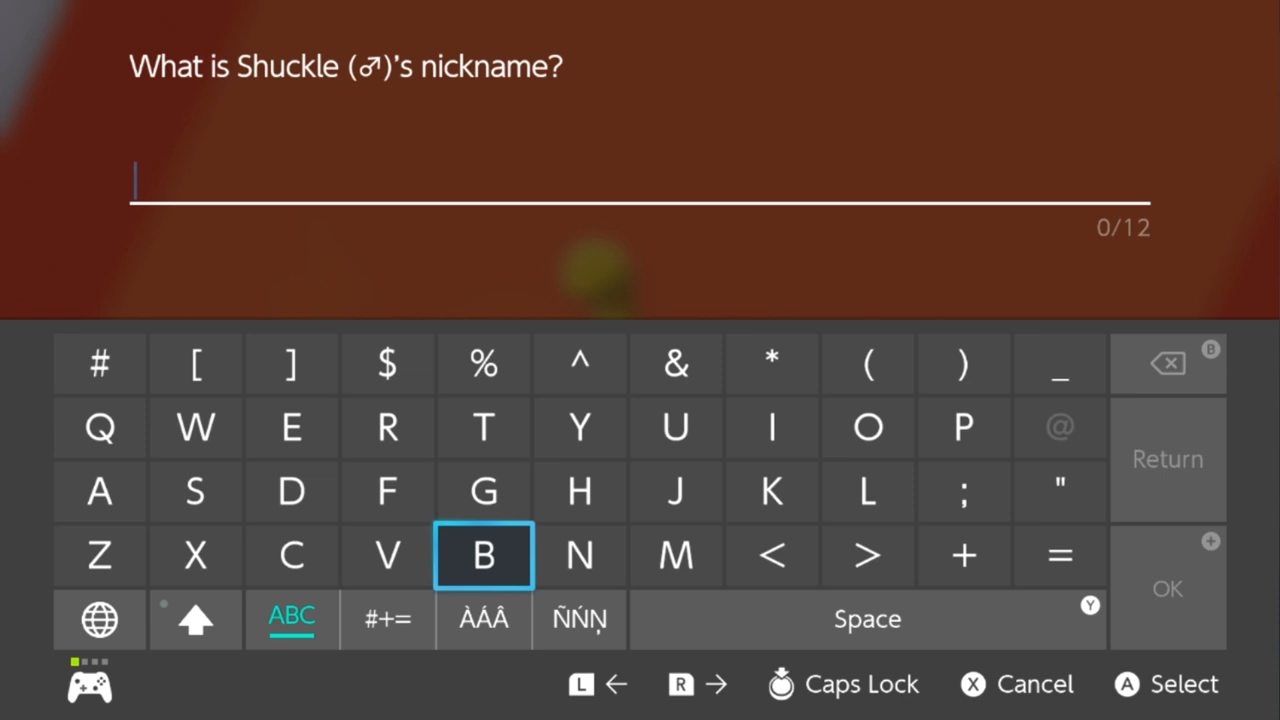 What is Shuckle (♂)'s nickname?
0/12
# [ ] $ % ^ & * ( ) _ B
Q W E R T Y U I O P @ Return
A S D F G H J K L ; "
Z X C V B N M < > + = + OK
ABC #+= ÀÁÂ ÑŃŅ Space Y
L ← R → Caps Lock X Cancel A Select